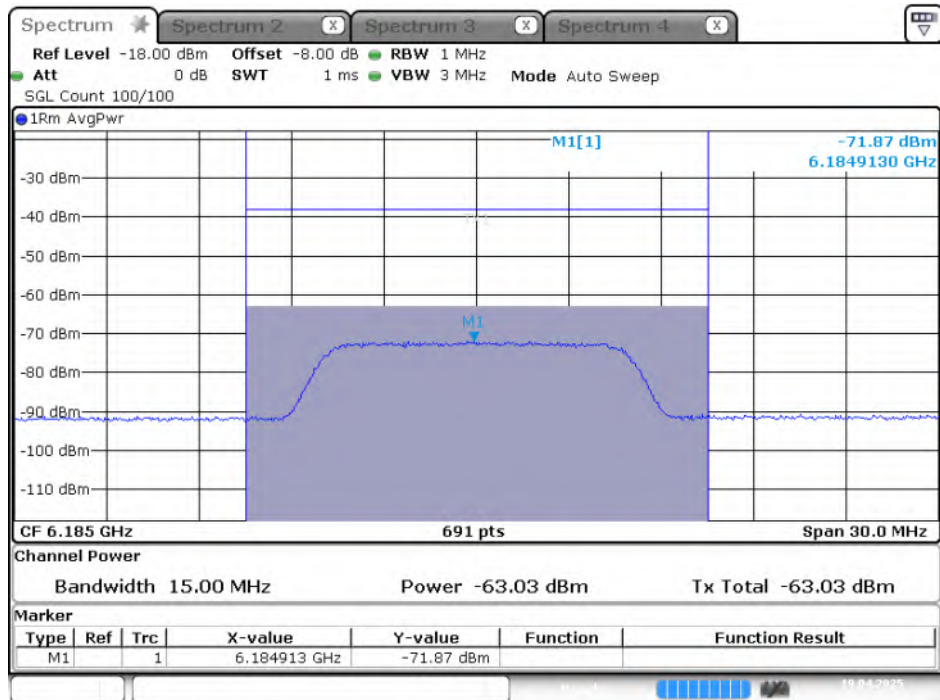 Spectrum Spectrum 2 X Spectrum 3 X Spectrum 4 X
Ref Level -18.00 dBm Offset -8.00 dB RBW 1 MHz
Att 0 dB SWT 1 ms VBW 3 MHz Mode Auto Sweep
SGL Count 100/100
1Rm AvgPwr
M1[1] -71.87 dBm
6.1849130 GHz
-30 dBm
-40 dBm
-50 dBm
-60 dBm
M1
-70 dBm
-80 dBm
-90 dBm
-100 dBm
-110 dBm
CF 6.185 GHz 691 pts Span 30.0 MHz
Channel Power
Bandwidth 15.00 MHz Power -63.03 dBm Tx Total -63.03 dBm
Marker
Type Ref Trc X-value Y-value Function Function Result
M1 1 6.184913 GHz -71.87 dBm
19.04.2025